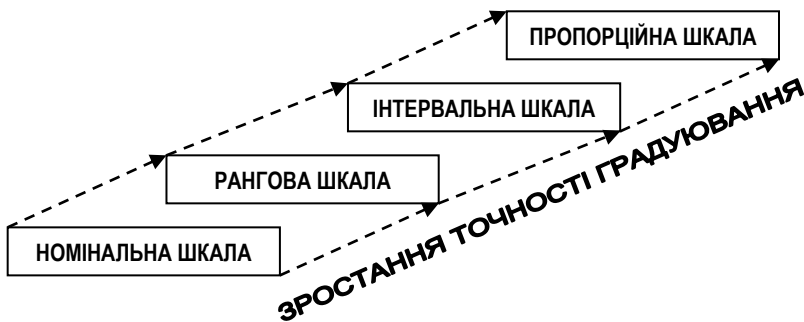 ПРОПОРЦІЙНА ШКАЛА
ІНТЕРВАЛЬНА ШКАЛА
РАНГОВА ШКАЛА
НОМІНАЛЬНА ШКАЛА
ЗРОСТАННЯ ТОЧНОСТІ ГРАДУЮВАННЯ